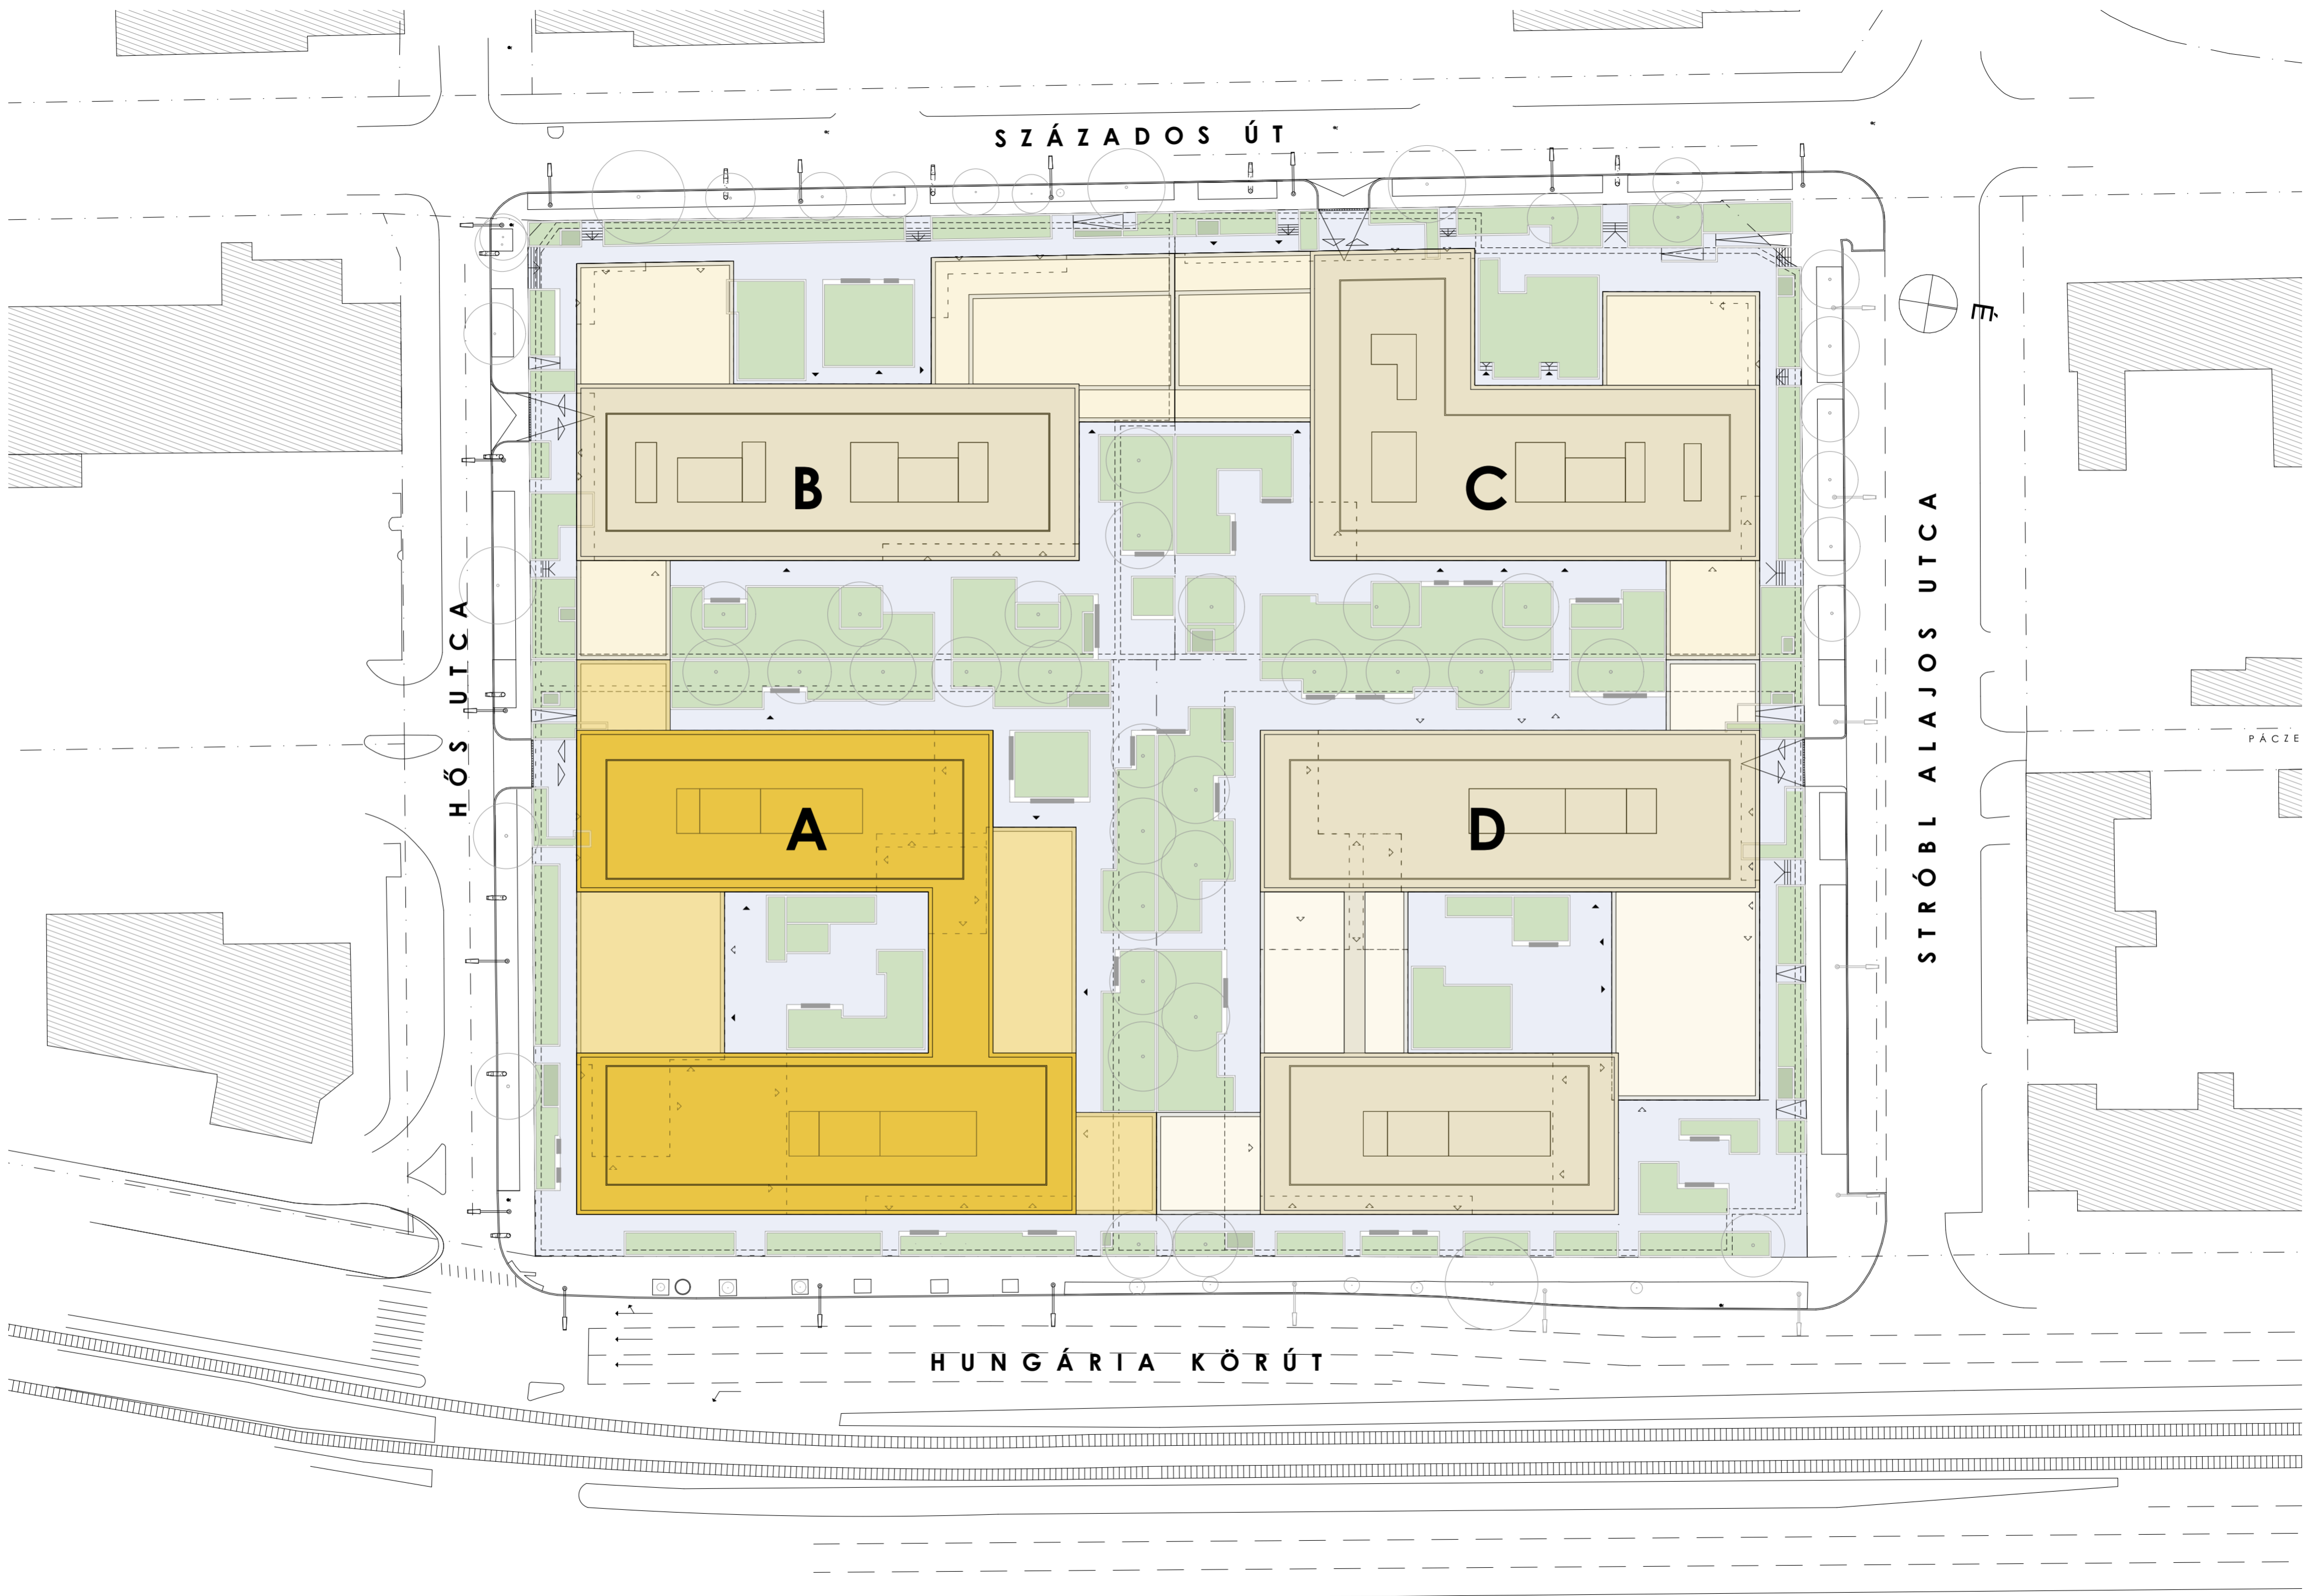 SZÁZADOS ÚT
É
B
C
HŐS UTCA
STRÓBL ALAJOS UTCA
PÁCZE
A
D
HUNGÁRIA KÖRÚT